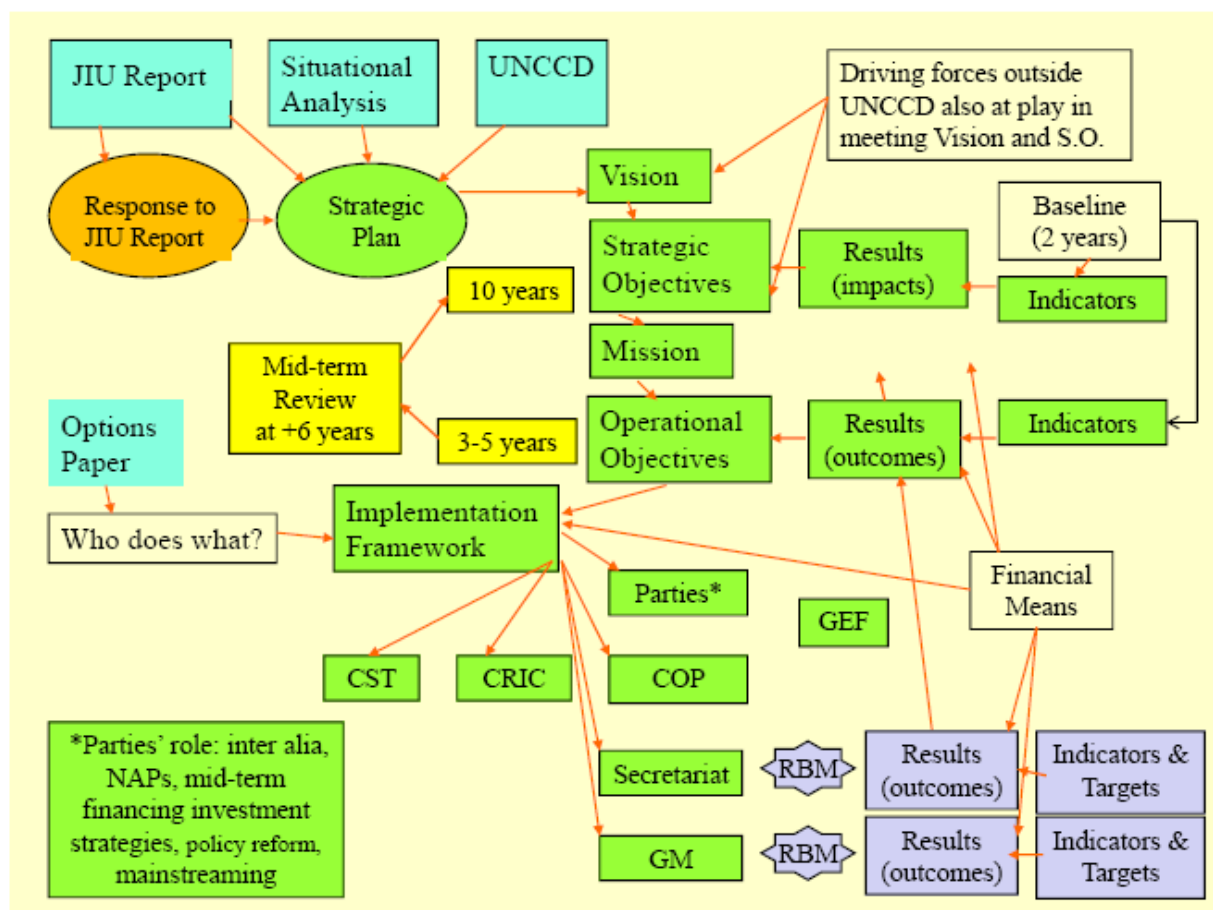 JIU Report
Situational
Analysis
UNCCD
Driving forces outside
UNCCD also at play in
meeting Vision and S.O.
Response to
JIU Report
Strategic
Plan
Vision
Baseline
(2 years)
Strategic
Objectives
Results
(impacts)
Indicators
10 years
Mission
Mid-term
Review
at +6 years
3-5 years
Options
Paper
Operational
Objectives
Results
(outcomes)
Indicators
Who does what?
Implementation
Framework
Financial
Means
Parties*
GEF
CST
CRIC
COP
*Parties’ role: inter alia,
NAPs, mid-term
financing investment
strategies, policy reform,
mainstreaming
Secretariat
RBM
Results
(outcomes)
Indicators &
Targets
GM
RBM
Results
(outcomes)
Indicators &
Targets